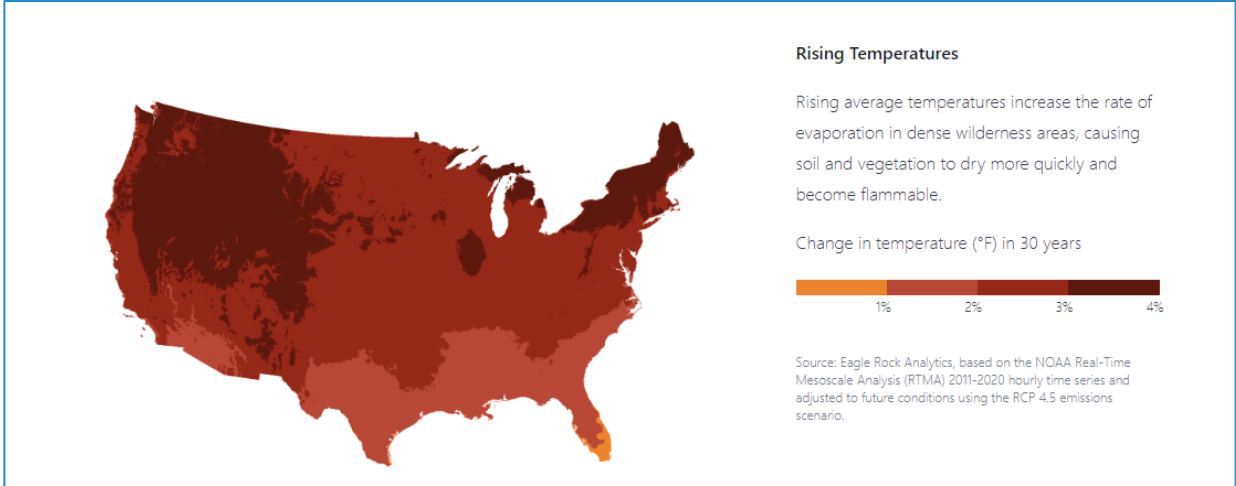 Rising Temperatures
Rising average temperatures increase the rate of
evaporation in dense wilderness areas, causing
soil and vegetation to dry more quickly and
become flammable.
Change in temperature (°F) in 30 years
1% 2% 3% 4%
Source: Eagle Rock Analytics, based on the NOAA Real-Time
Mesoscale Analysis (RTMA) 2011-2020 hourly time series and
adjusted to future conditions using the RCP 4.5 emissions
scenario.